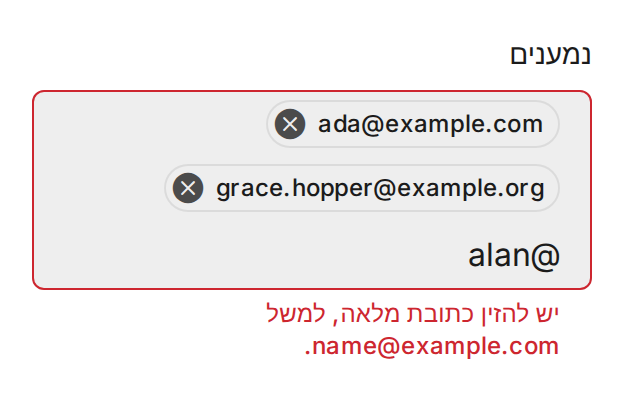 נמענים
ada@example.com
grace.hopper@example.org
alan@
יש להזין כתובת מלאה, למשל
name@example.com.